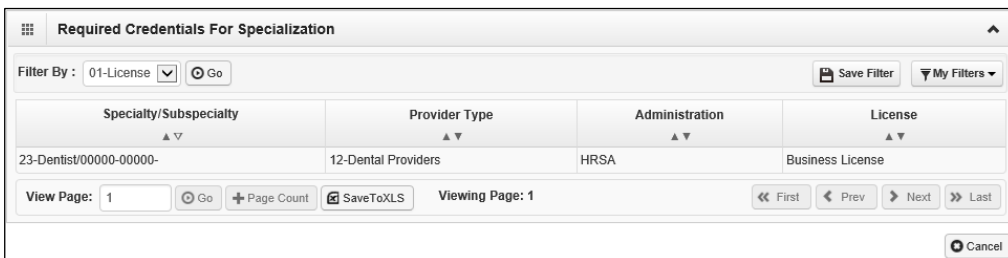 Required Credentials For Specialization
Filter By : 01-License Go Save Filter My Filters
Specialty/Subspecialty Provider Type Administration License
23-Dentist/00000-00000- 12-Dental Providers HRSA Business License
View Page: 1 Go Page Count SaveToXLS Viewing Page: 1 First Prev Next Last
Cancel